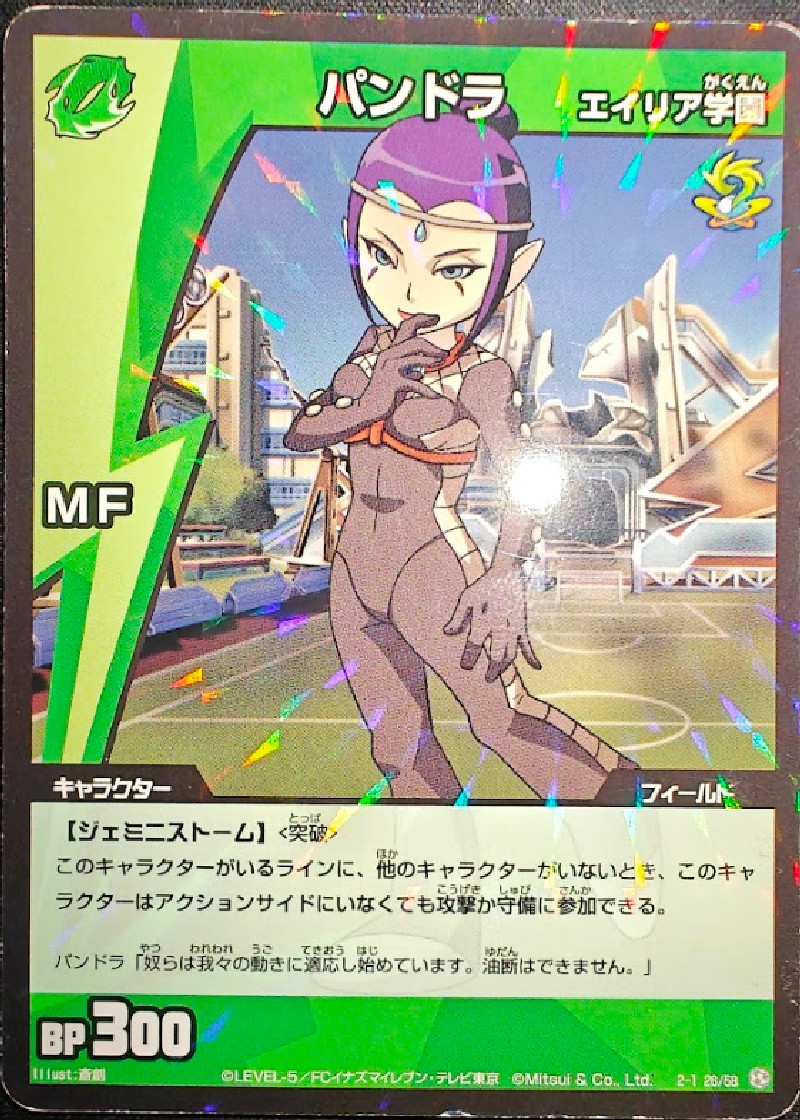 パンドラ
がくえん
エイリア学園
MF
キャラクター
フィールド
とっぱ
【ジェミニストーム】<突破>
ほか
このキャラクターがいるラインに、他のキャラクターがいないとき、このキャ
こうげき しゅび さんか
ラクターはアクションサイドにいなくても攻撃か守備に参加できる。
やつ われわれ うご てきおう はじ ゆだん
パンドラ「奴らは我々の動きに適応し始めています。油断はできません。」
BP300
Illust:斎創
©LEVEL-5／FCイナズマイレブン・テレビ東京 ©Mitsui & Co., Ltd. 2-1 26/58